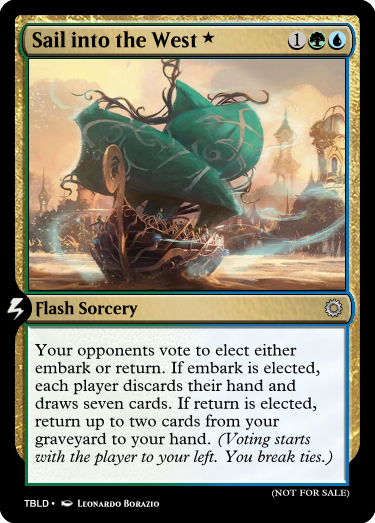 Sail into the West ★ 1
Flash Sorcery
Your opponents vote to elect either
embark or return. If embark is elected,
each player discards their hand and
draws seven cards. If return is elected,
return up to two cards from your
graveyard to your hand. (Voting starts
with the player to your left. You break ties.)
(NOT FOR SALE)
TBLD • Leonardo Borazio